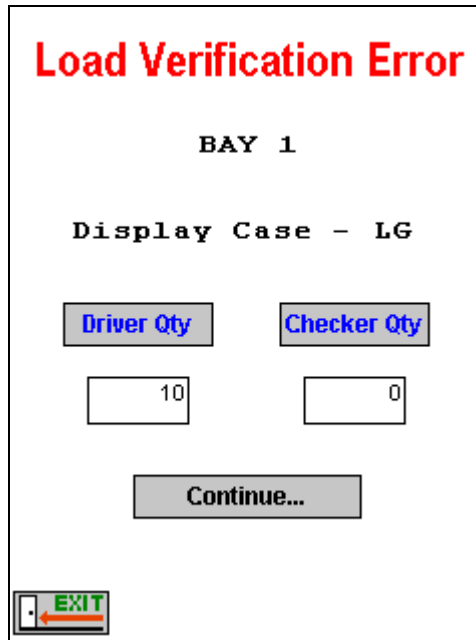 Load Verification Error
BAY 1
Display Case - LG
Driver Qty Checker Qty
10 0
Continue...
EXIT